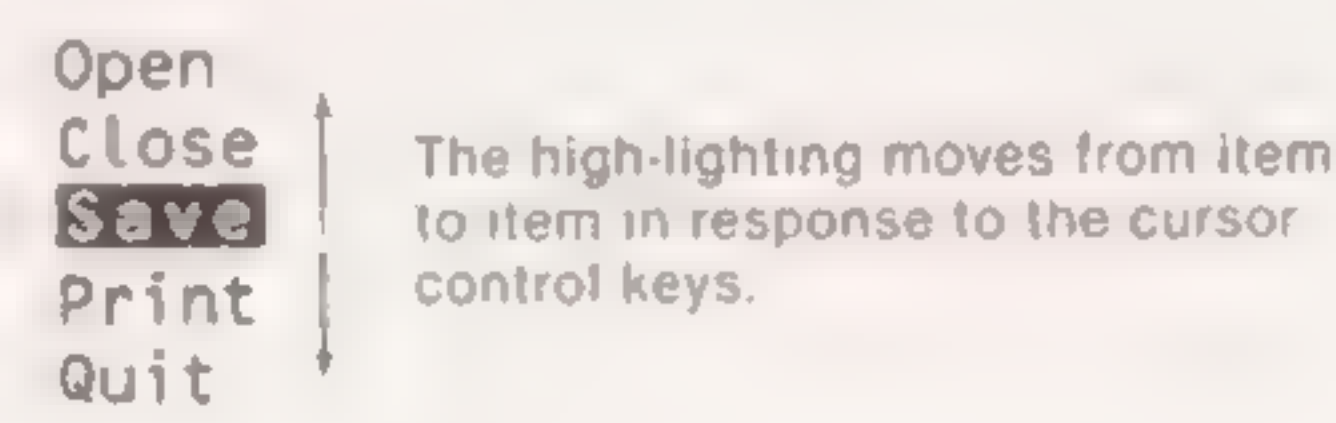 Open
Close
Save
Print
Quit
The high-lighting moves from item
to item in response to the cursor
control keys.